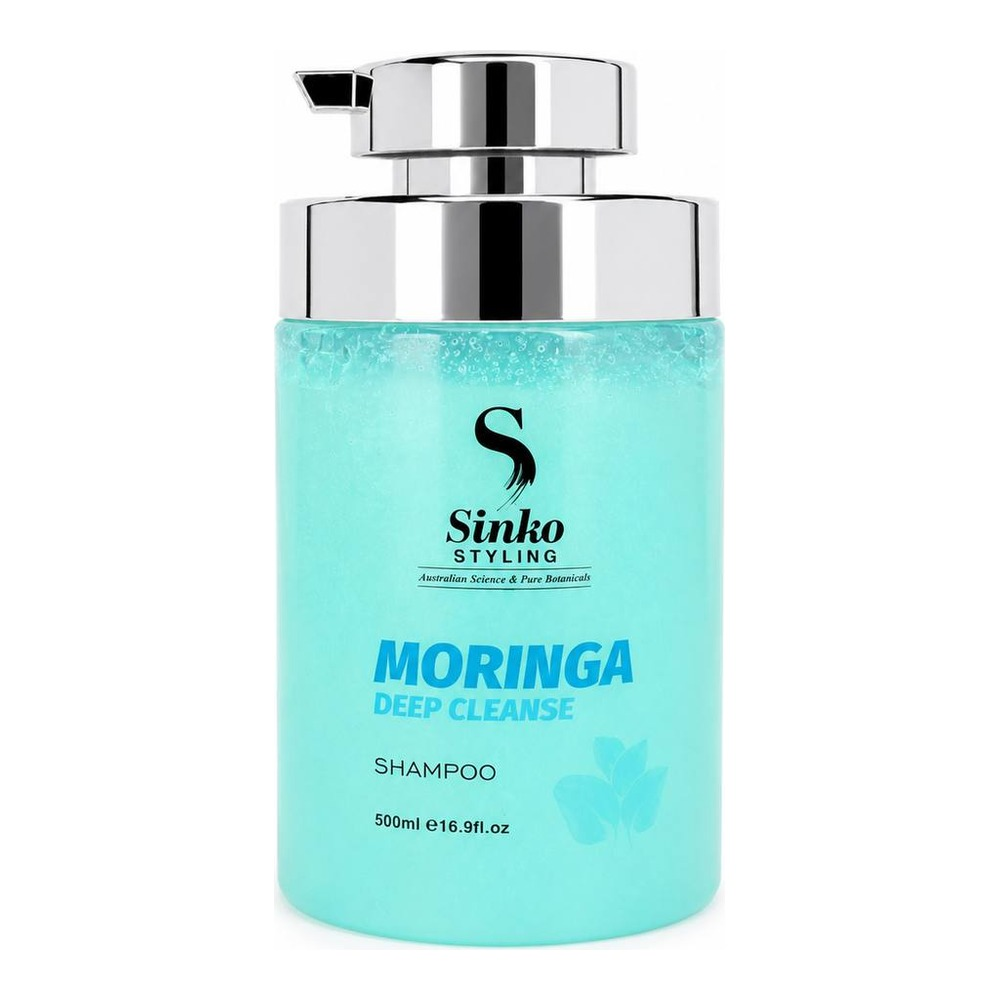 S
Sinko
STYLING
Australian Science & Pure Botanicals
MORINGA
DEEP CLEANSE
SHAMPOO
500ml ℮16.9fl.oz